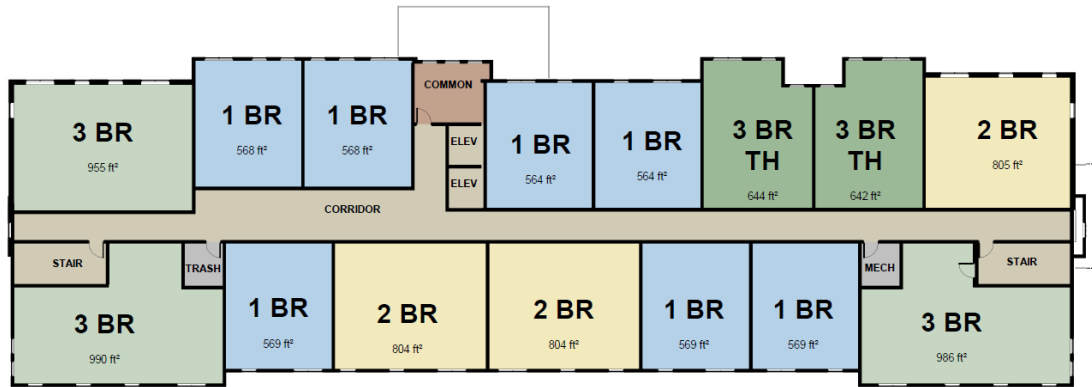 3 BR
955 ft²
1 BR
568 ft²
1 BR
568 ft²
COMMON
ELEV
ELEV
1 BR
564 ft²
1 BR
564 ft²
3 BR
TH
644 ft²
3 BR
TH
642 ft²
2 BR
805 ft²
CORRIDOR
STAIR
3 BR
990 ft²
TRASH
1 BR
569 ft²
2 BR
804 ft²
2 BR
804 ft²
1 BR
569 ft²
1 BR
569 ft²
MECH
3 BR
986 ft²
STAIR